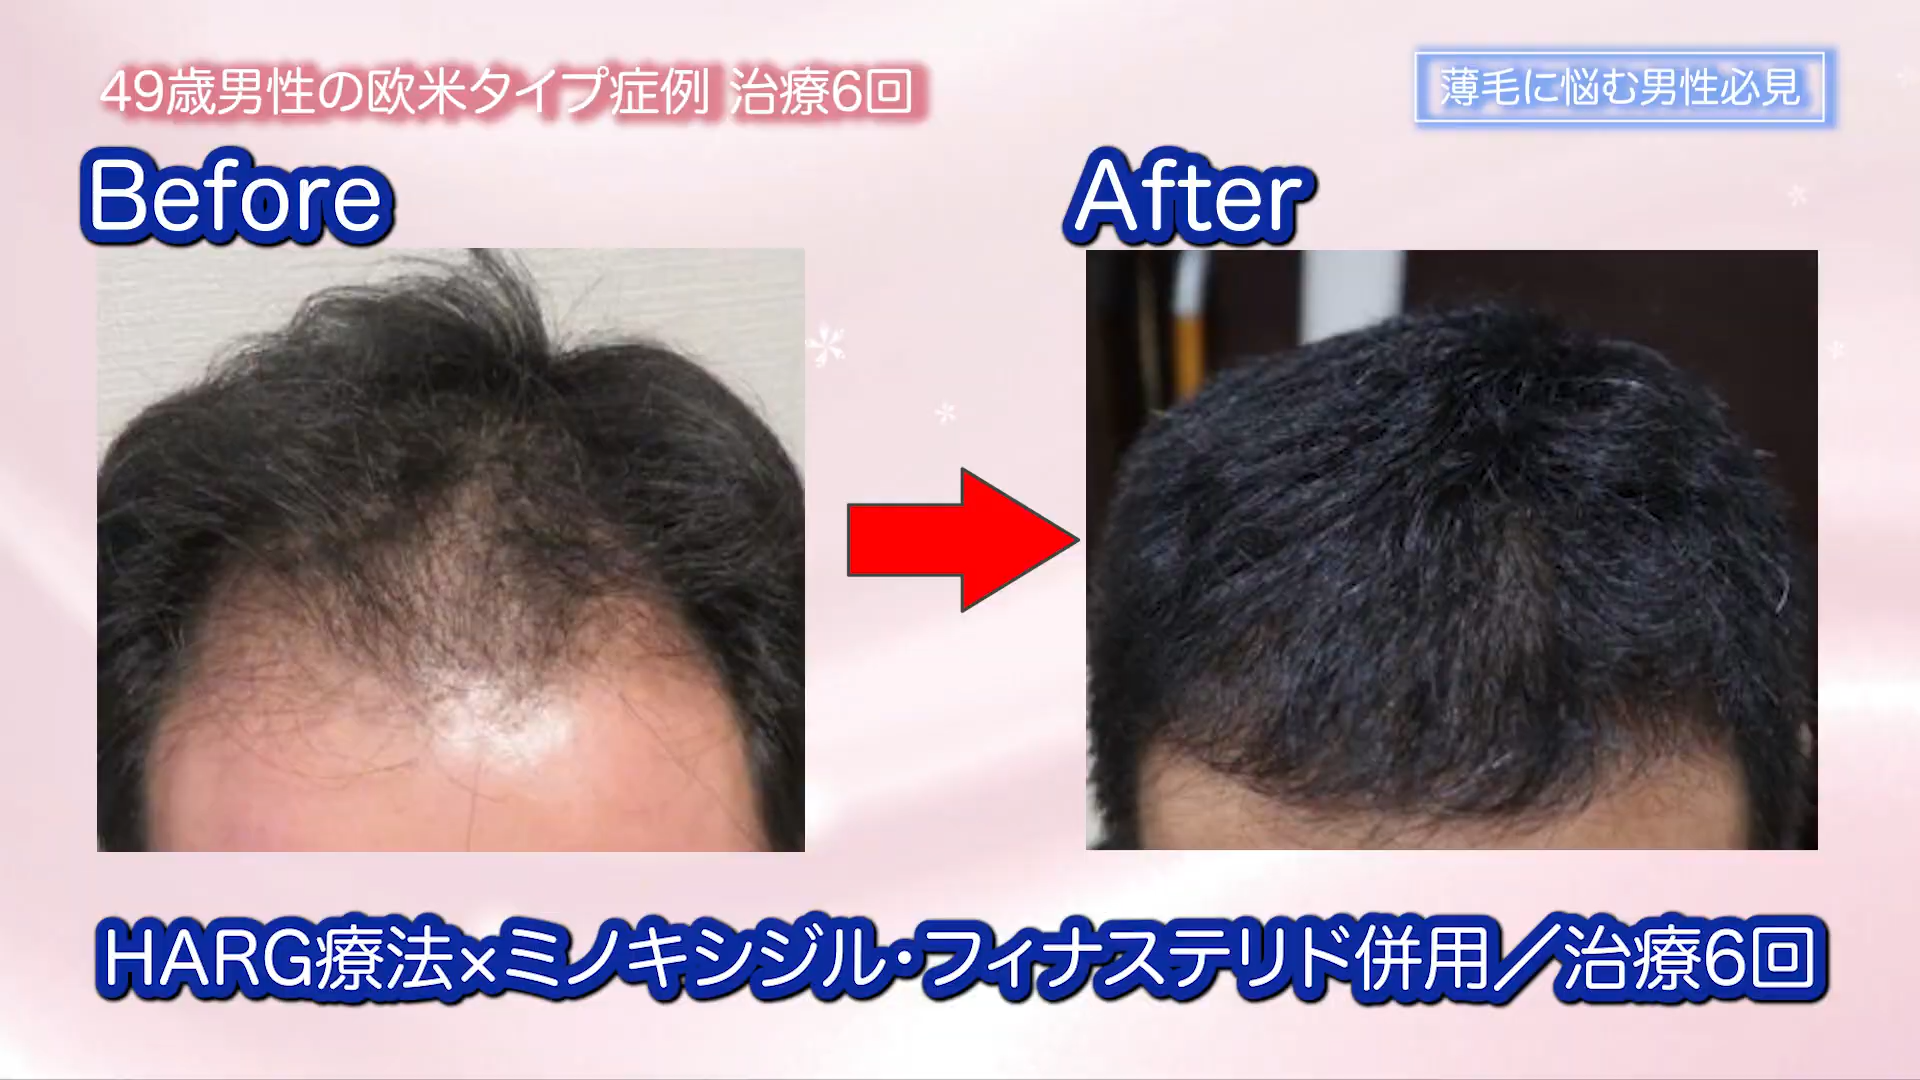 49歳男性の欧米タイプ症例 治療6回
薄毛に悩む男性必見
Before
After
HARG療法×ミノキシジル・フィナステリド併用／治療6回